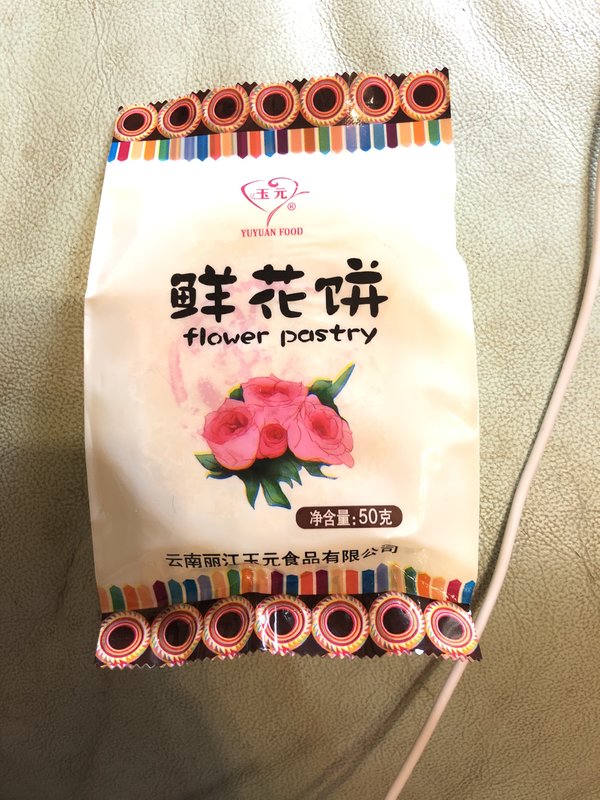 玉元®
YUYUAN FOOD
鲜花饼
flower pastry
净含量:50克
云南丽江玉元食品有限公司